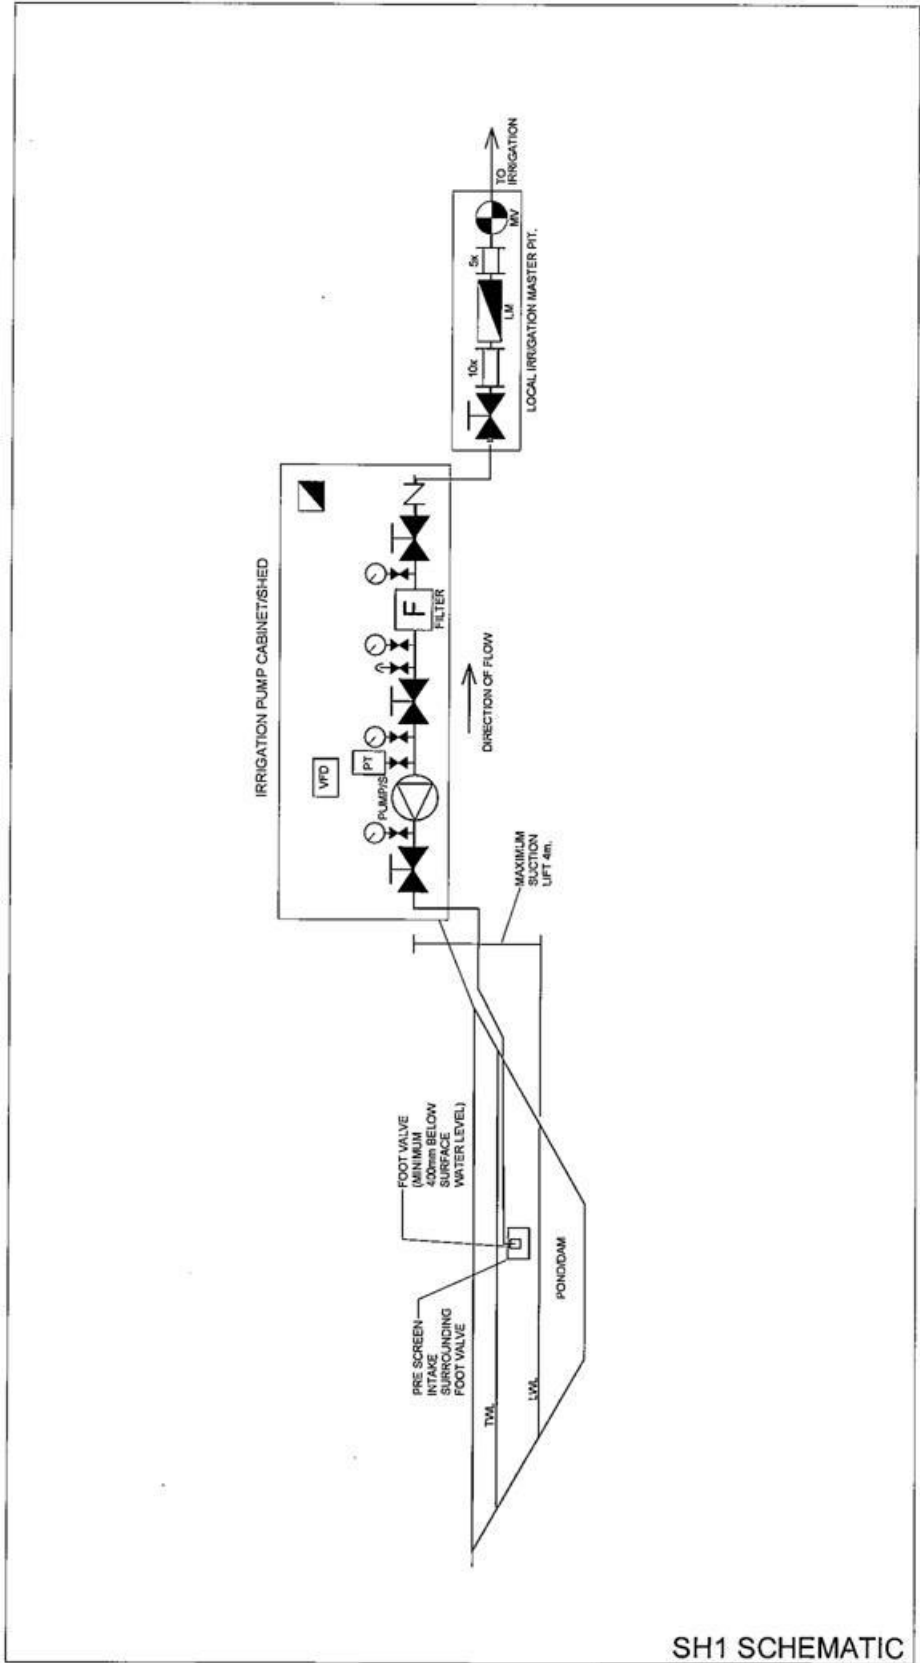 IRRIGATION PUMP CABINET/SHED
VFD
PT
PUMP/S
F
FILTER
DIRECTION OF FLOW
10x
LM
5x
MV
TO
IRRIGATION
LOCAL IRRIGATION MASTER PIT.
PRE SCREEN
INTAKE
SURROUNDING
FOOT VALVE
FOOT VALVE
(MINIMUM
400mm BELOW
SURFACE
WATER LEVEL)
MAXIMUM
SUCTION
LIFT 4m.
TWL
LWL
POND/DAM
SH1 SCHEMATIC